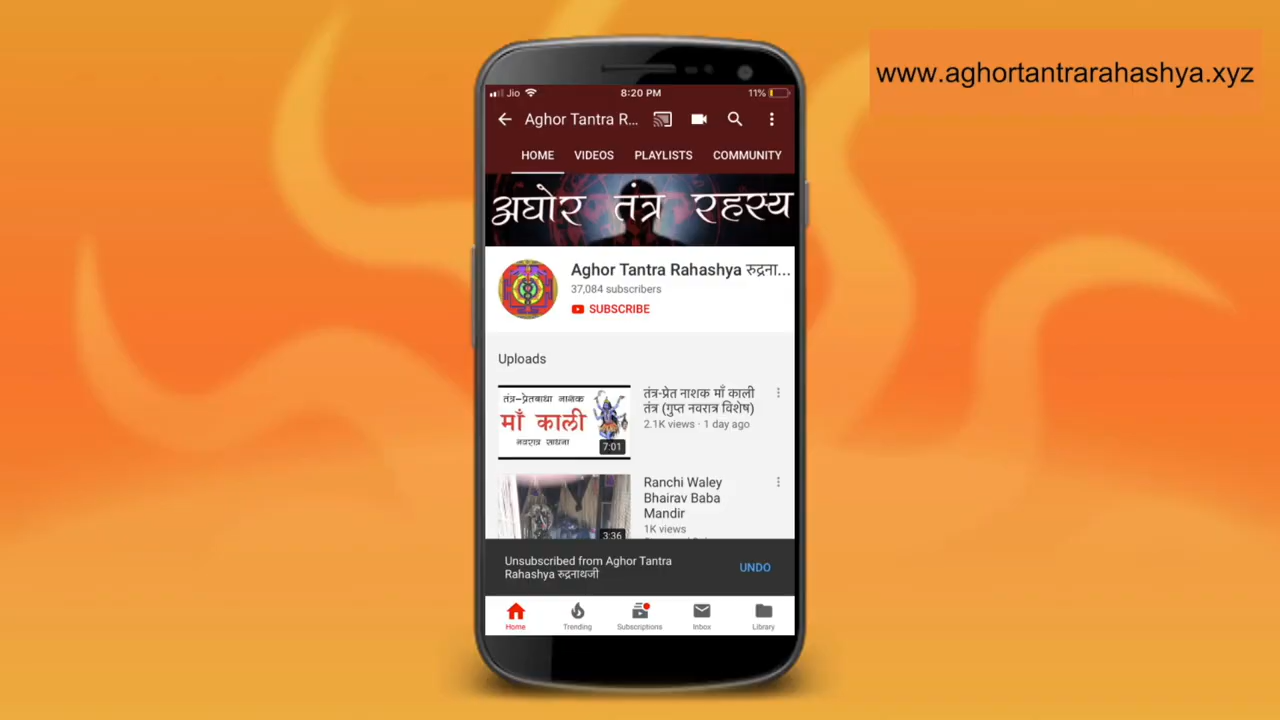 www.aghortantrarahashya.xyz
Jio 8:20 PM 11%
Aghor Tantra R...
HOME VIDEOS PLAYLISTS COMMUNITY
अघोर तंत्र रहस्य
Aghor Tantra Rahashya रुद्रना...
37,084 subscribers
SUBSCRIBE
Uploads
तंत्र-प्रेतबाधा नाशक
माँ काली
नवरात्र साधना
7:01
तंत्र-प्रेत नाशक माँ काली
तंत्र (गुप्त नवरात्र विशेष)
2.1K views · 1 day ago
3:36
Ranchi Waley
Bhairav Baba
Mandir
1K views
Unsubscribed from Aghor Tantra
Rahashya रुद्रनाथजी
UNDO
Home Trending Subscriptions Inbox Library